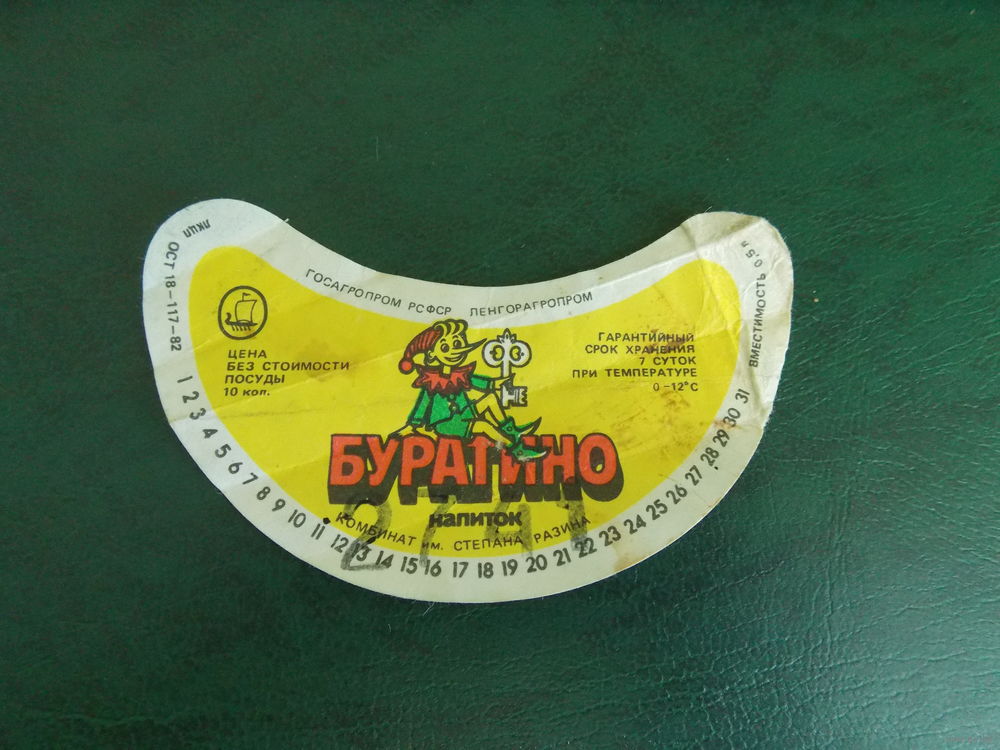 ЛКЦП ОСТ 18-117-82
ГОСАГРОПРОМ РСФСР ЛЕНГОРАГРОПРОМ
ВМЕСТИМОСТЬ 0,5 л
ЦЕНА
БЕЗ СТОИМОСТИ
ПОСУДЫ
10 коп.
ГАРАНТИЙНЫЙ
СРОК ХРАНЕНИЯ
7 СУТОК
ПРИ ТЕМПЕРАТУРЕ
0-12°С
БУРАТИНО
напиток
КОМБИНАТ им. СТЕПАНА РАЗИНА
1 2 3 4 5 6 7 8 9 10 11 12 13 14 15 16 17 18 19 20 21 22 23 24 25 26 27 28 29 30 31